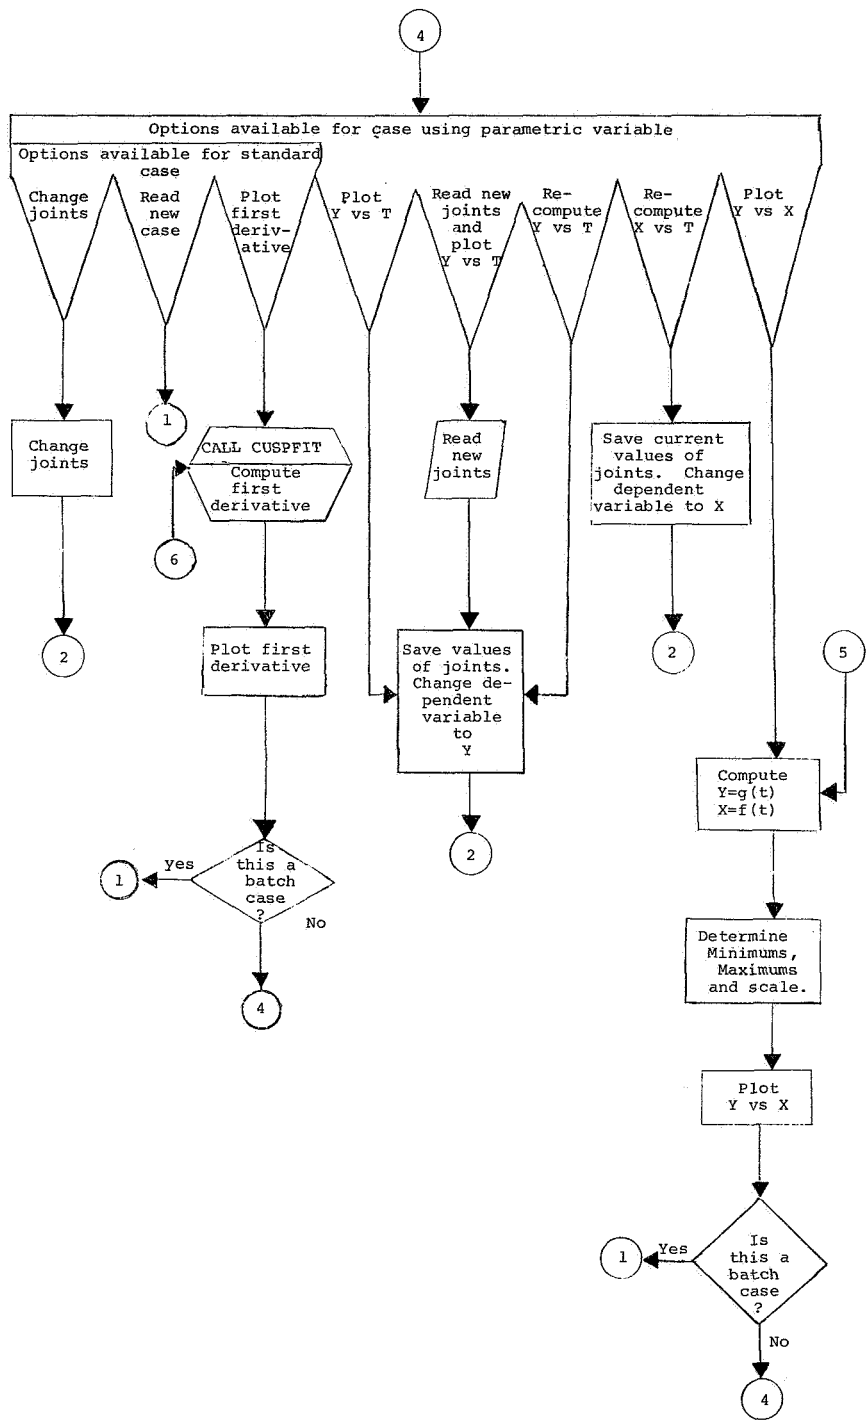 4
Options available for case using parametric variable
Options available for standard
case
Change
joints
Read
new
case
Plot
first
deriv-
ative
Plot
Y vs T
Read new
joints
and
plot
Y vs T
Re-
compute
Y vs T
Re-
compute
X vs T
Plot
Y vs X
Change
joints
1
CALL CUSPFIT
Compute
first
derivative
6
Read
new
joints
Save current
values of
joints. Change
dependent
variable to X
2
Plot first
derivative
Save values
of joints.
Change de-
pendent
variable
to
Y
2
5
Compute
Y=g(t)
X=f(t)
2
Is
this a
batch
case
?
yes
1
No
4
Determine
Minimums,
Maximums
and scale.
Plot
Y vs X
Is
this a
batch
case
?
Yes
1
No
4